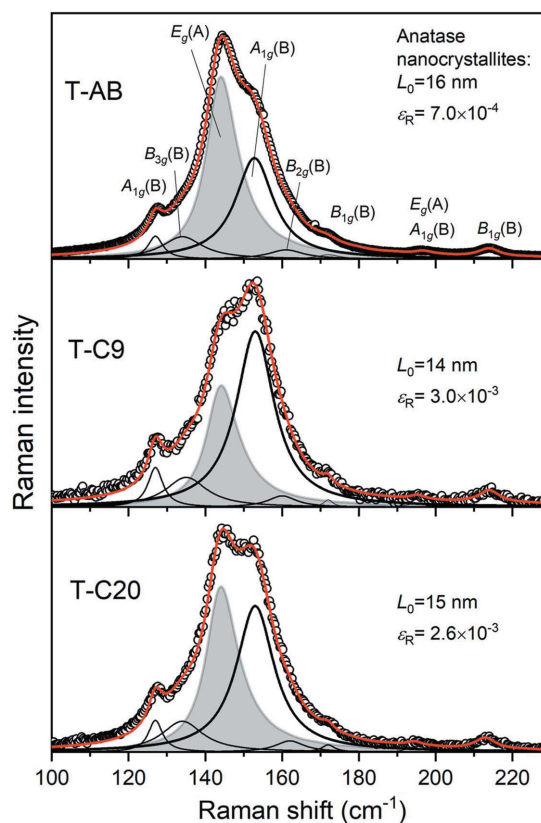 E_g(A)
A_1g(B)
Anatase
nanocrystallites:
L_0=16 nm
ε_R= 7.0×10^-4
T-AB
B_3g(B)
A_1g(B)
B_2g(B)
B_1g(B)
E_g(A)
A_1g(B)
B_1g(B)
T-C9
L_0=14 nm
ε_R= 3.0×10^-3
Raman intensity
T-C20
L_0=15 nm
ε_R= 2.6×10^-3
100 120 140 160 180 200 220
Raman shift (cm^-1)